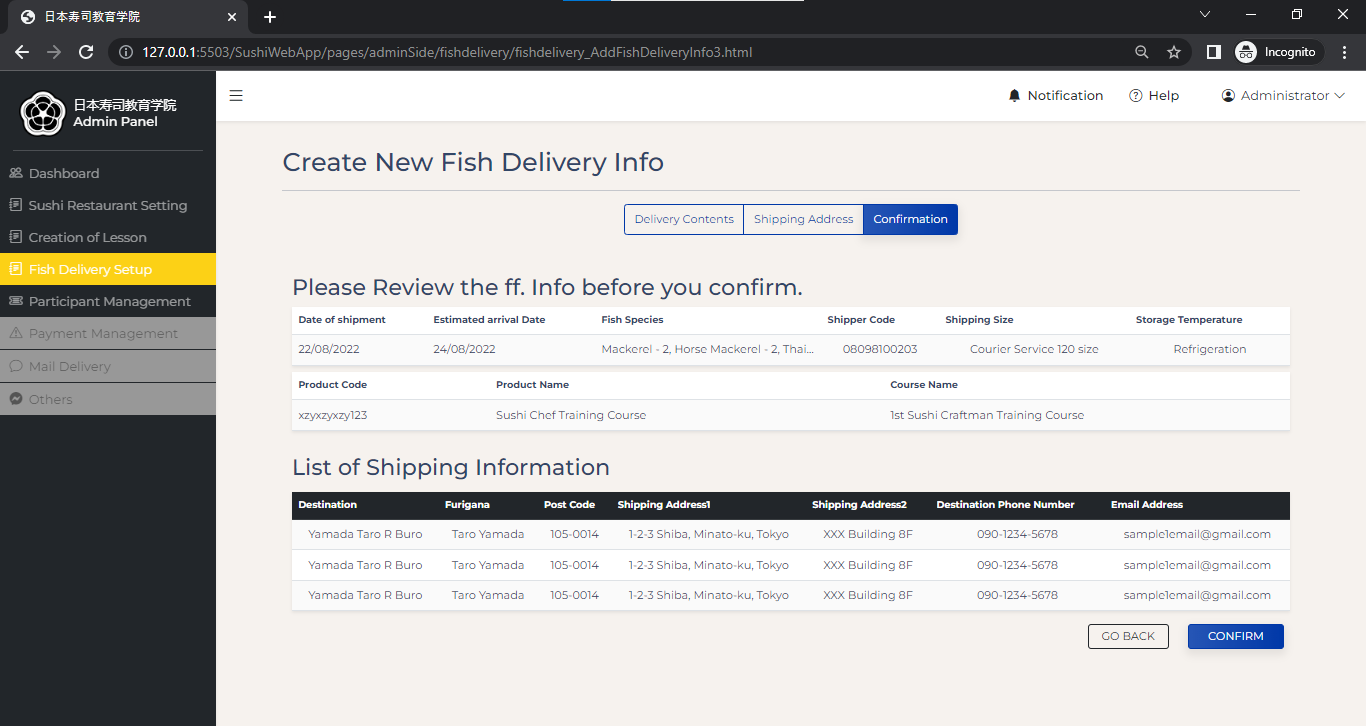 日本寿司教育学院
127.0.0.1:5503/SushiWebApp/pages/adminSide/fishdelivery/fishdelivery_AddFishDeliveryInfo3.html
Incognito
日本寿司教育学院
Admin Panel
Notification
Help
Administrator
Dashboard
Sushi Restaurant Setting
Creation of Lesson
Fish Delivery Setup
Participant Management
Payment Management
Mail Delivery
Others
Create New Fish Delivery Info
Delivery Contents Shipping Address Confirmation
Please Review the ff. Info before you confirm.
Date of shipment Estimated arrival Date Fish Species Shipper Code Shipping Size Storage Temperature
22/08/2022 24/08/2022 Mackerel - 2, Horse Mackerel - 2, Thai... 08098100203 Courier Service 120 size Refrigeration
Product Code Product Name Course Name
xzyxzyxzy123 Sushi Chef Training Course 1st Sushi Craftman Training Course
List of Shipping Information
Destination Furigana Post Code Shipping Address1 Shipping Address2 Destination Phone Number Email Address
Yamada Taro R Buro Taro Yamada 105-0014 1-2-3 Shiba, Minato-ku, Tokyo XXX Building 8F 090-1234-5678 sample1email@gmail.com
Yamada Taro R Buro Taro Yamada 105-0014 1-2-3 Shiba, Minato-ku, Tokyo XXX Building 8F 090-1234-5678 sample1email@gmail.com
Yamada Taro R Buro Taro Yamada 105-0014 1-2-3 Shiba, Minato-ku, Tokyo XXX Building 8F 090-1234-5678 sample1email@gmail.com
GO BACK CONFIRM